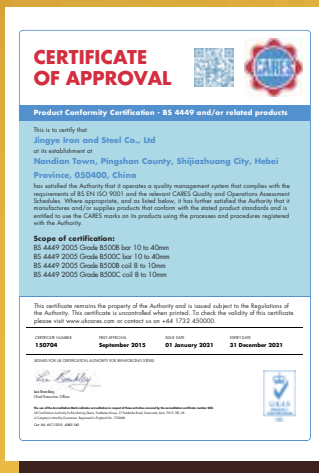 CERTIFICATE
OF APPROVAL
CARES
Product Conformity Certification - BS 4449 and/or related products
This is to certify that
Jingye Iron and Steel Co., Ltd
at its establishment at
Nandian Town, Pingshan County, Shijiazhuang City, Hebei
Province, 050400, China
has satisfied the Authority that it operates a quality management system that complies with the
requirements of BS EN ISO 9001 and the relevant CARES Quality and Operations Assessment
Schedules. Where appropriate, and as listed below, it has further satisfied the Authority that it
manufactures and/or supplies products that conform with the stated product standards and is
entitled to use the CARES mark on its products using the processes and procedures registered
with the Authority.
Scope of certification:
BS 4449 2005 Grade B500B bar 10 to 40mm
BS 4449 2005 Grade B500C bar 10 to 40mm
BS 4449 2005 Grade B500B coil 8 to 10mm
BS 4449 2005 Grade B500C coil 8 to 10mm
This certificate remains the property of the Authority and is issued subject to the Regulations of
the Authority. This certificate is uncontrolled when printed. To check the validity of this certificate
please visit www.ukcares.com or contact us on +44 1732 450000.
CERTIFICATE NUMBER FIRST APPROVAL ISSUE DATE EXPIRY DATE
150704 September 2015 01 January 2021 31 December 2021
SIGNED FOR UK CERTIFICATION AUTHORITY FOR REINFORCING STEELS
Lee Brankley
Lee Brankley,
Chief Executive Officer
UKAS